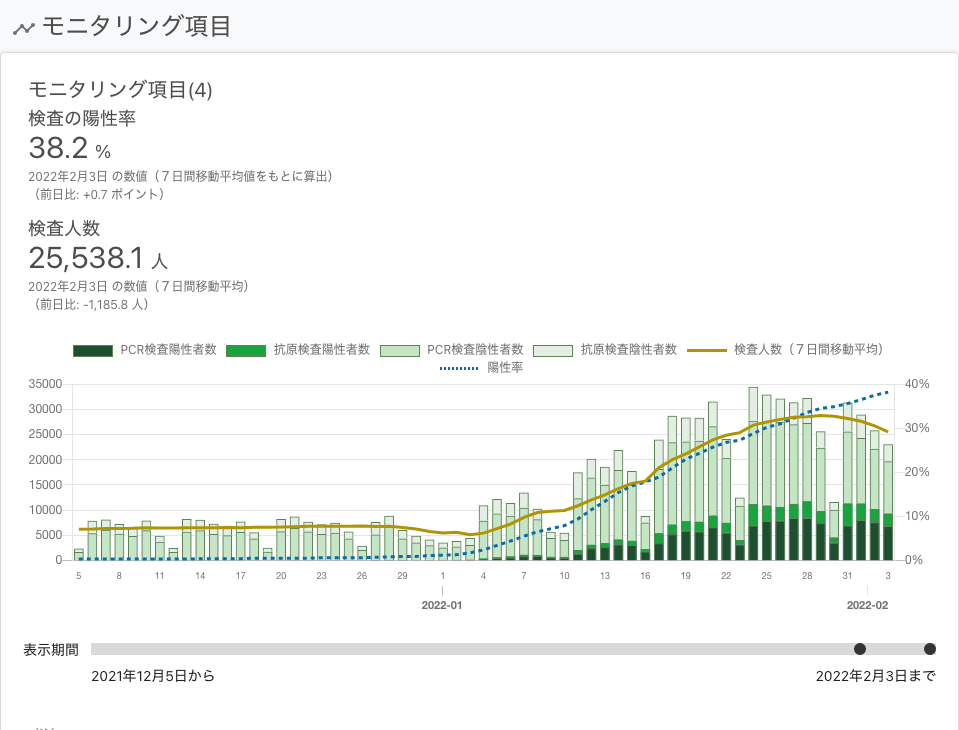 モニタリング項目
モニタリング項目(4)
検査の陽性率
38.2 %
2022年2月3日 の数値（７日間移動平均値をもとに算出）
（前日比: +0.7 ポイント）
検査人数
25,538.1 人
2022年2月3日 の数値（７日間移動平均）
（前日比: -1,185.8 人）
PCR検査陽性者数 抗原検査陽性者数 PCR検査陰性者数 抗原検査陰性者数 検査人数（７日間移動平均）
陽性率
35000 40%
30000
25000 30%
20000
20%
15000
10000 10%
5000
0 0%
5 8 11 14 17 20 23 26 29 1 4 7 10 13 16 19 22 25 28 31 3
2022-01 2022-02
表示期間
2021年12月5日から 2022年2月3日まで